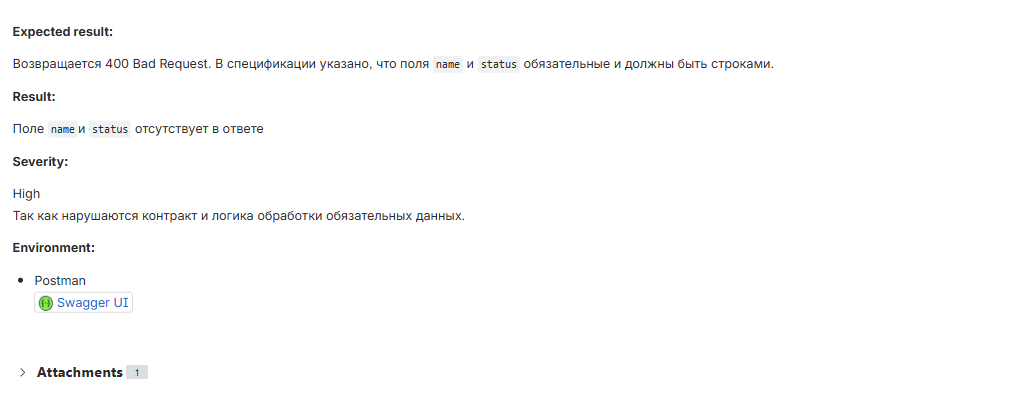 Expected result:
Возвращается 400 Bad Request. В спецификации указано, что поля name и status обязательные и должны быть строками.
Result:
Поле name и status отсутствует в ответе
Severity:
High
Так как нарушаются контракт и логика обработки обязательных данных.
Environment:
Postman
Swagger UI
Attachments 1